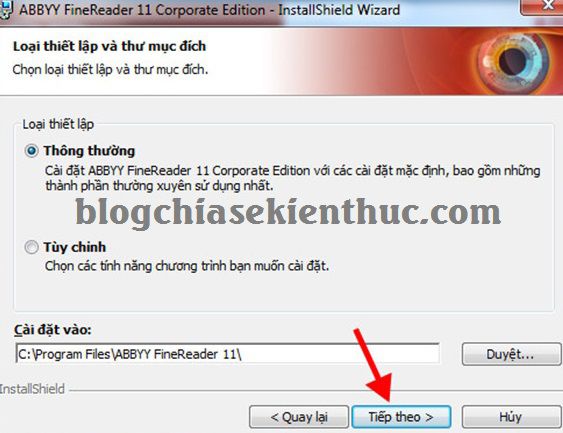 ABBYY FineReader 11 Corporate Edition - InstallShield Wizard
Loại thiết lập và thư mục đích
Chọn loại thiết lập và thư mục đích.
Loại thiết lập
Thông thường
Cài đặt ABBYY FineReader 11 Corporate Edition với các cài đặt mặc định, bao gồm những
thành phần thường xuyên sử dụng nhất.
blogchiasekienthuc.com
Tùy chỉnh
Chọn các tính năng chương trình bạn muốn cài đặt.
Cài đặt vào:
C:\Program Files\ABBYY FineReader 11\
Duyệt...
InstallShield
< Quay lại
Tiếp theo >
Hủy